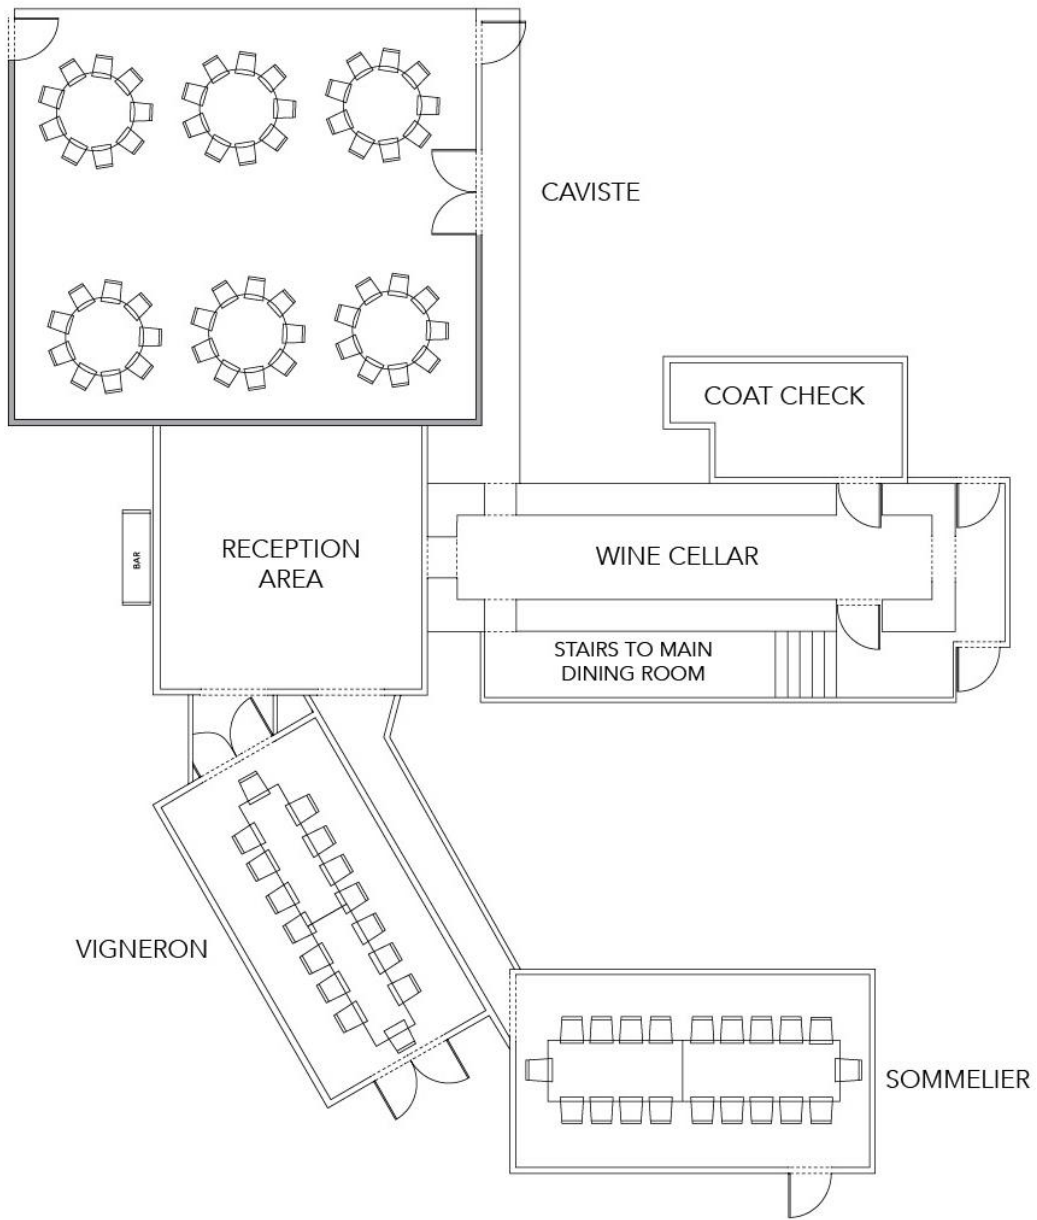 CAVISTE
COAT CHECK
RECEPTION
AREA
BAR
WINE CELLAR
STAIRS TO MAIN
DINING ROOM
VIGNERON
SOMMELIER